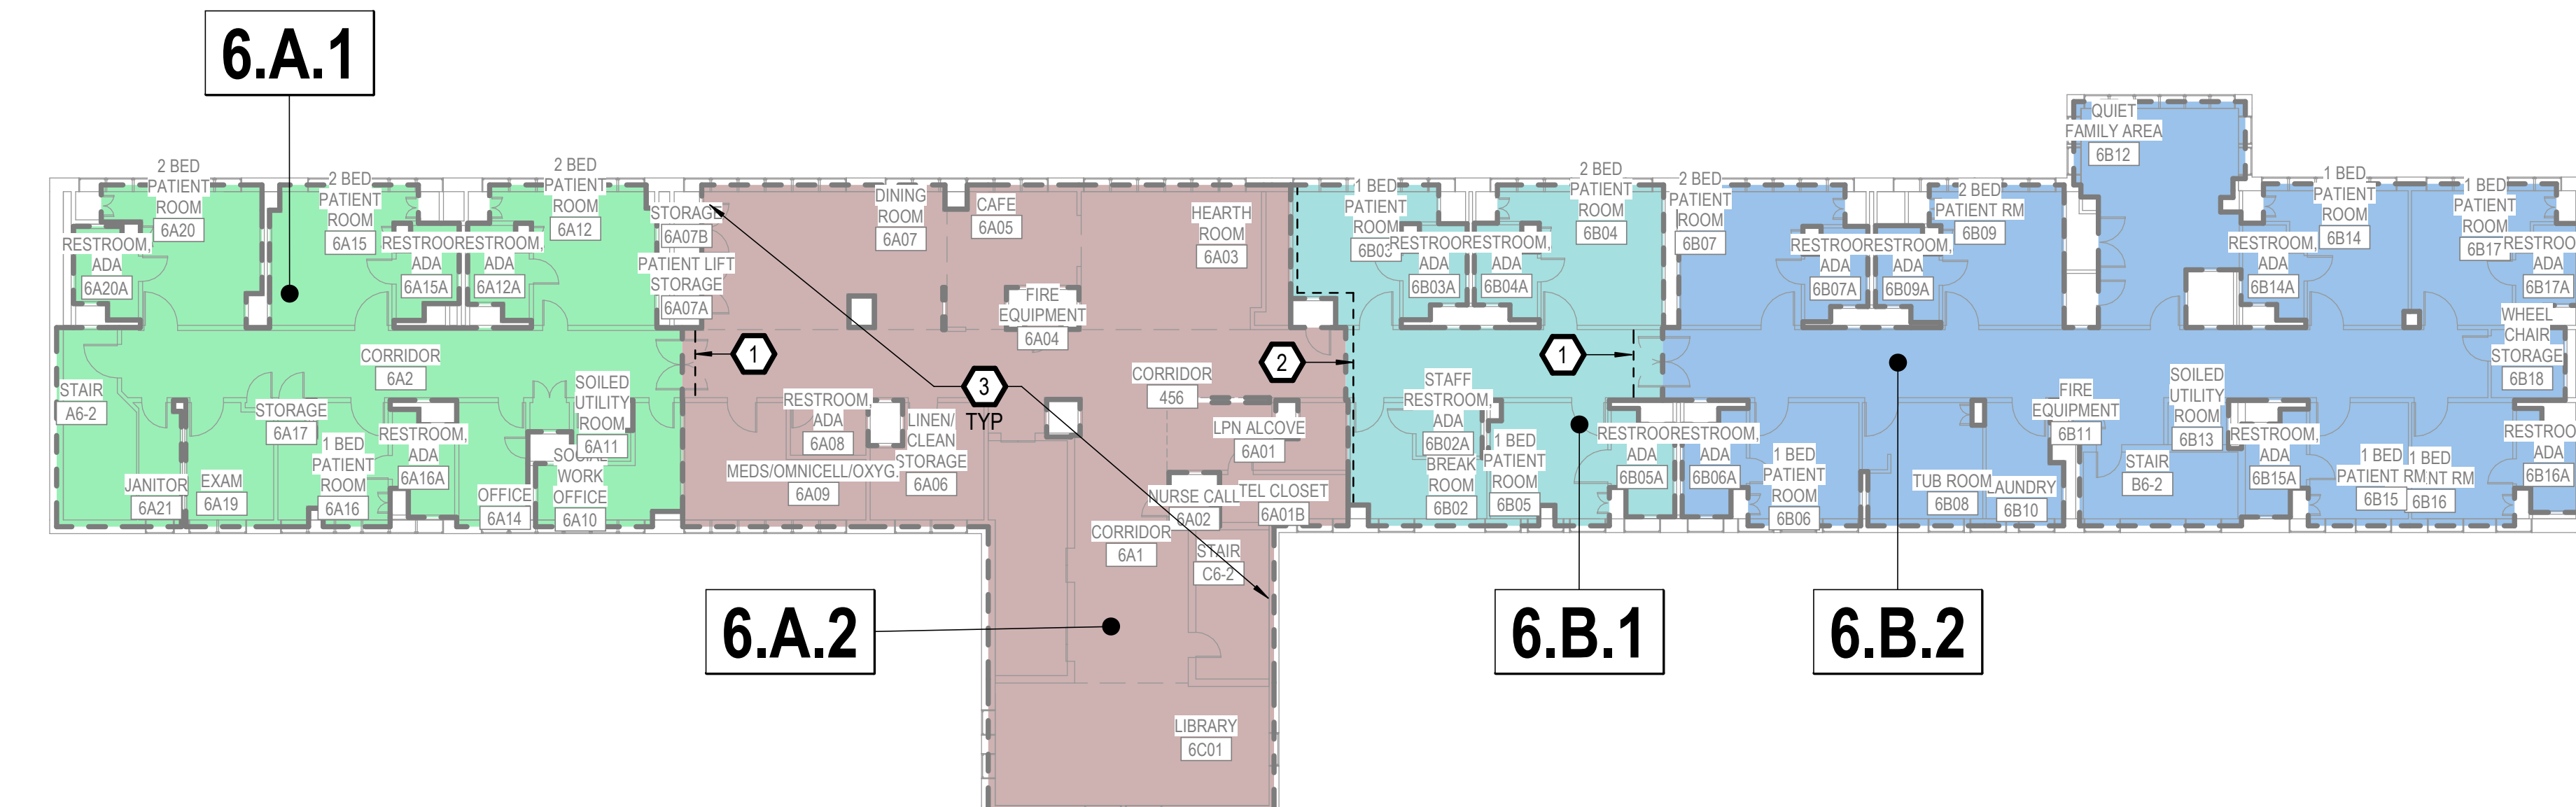 6.A.1
2 BED
PATIENT
ROOM
6A20
RESTROOM,
ADA
6A20A
2 BED
PATIENT
ROOM
6A15
RESTROOM
ADA
6A15A
RESTROOM,
ADA
6A12A
2 BED
PATIENT
ROOM
6A12
STORAGE
6A07B
PATIENT LIFT
STORAGE
6A07A
CORRIDOR
6A2
STAIR
A6-2
JANITOR
6A21
EXAM
6A19
STORAGE
6A17
1 BED
PATIENT
ROOM
6A16
RESTROOM,
ADA
6A16A
OFFICE
6A14
SOILED
UTILITY
ROOM
6A11
SOCIAL
WORK
OFFICE
6A10
1
DINING
ROOM
6A07
CAFE
6A05
HEARTH
ROOM
6A03
FIRE
EQUIPMENT
6A04
3
TYP
2
CORRIDOR
456
RESTROOM,
ADA
6A08
LINEN/
CLEAN
STORAGE
6A06
MEDS/OMNICELL/OXYG.
6A09
LPN ALCOVE
6A01
NURSE CALL
6A02
TEL CLOSET
6A01B
CORRIDOR
6A1
STAIR
C6-2
6.A.2
LIBRARY
6C01
1 BED
PATIENT
ROOM
6B03
RESTROO
ADA
6B03A
RESTROOM,
ADA
6B04A
2 BED
PATIENT
ROOM
6B04
1
STAFF
RESTROOM,
ADA
6B02A
BREAK
ROOM
6B02
1 BED
PATIENT
ROOM
6B05
RESTROO
ADA
6B05A
6.B.1
2 BED
PATIENT
ROOM
6B07
RESTROO
ADA
6B07A
RESTROOM,
ADA
6B09A
2 BED
PATIENT RM
6B09
QUIET
FAMILY AREA
6B12
RESTROOM,
ADA
6B06A
1 BED
PATIENT
ROOM
6B06
TUB ROOM
6B08
LAUNDRY
6B10
FIRE
EQUIPMENT
6B11
SOILED
UTILITY
ROOM
6B13
STAIR
B6-2
6.B.2
1 BED
PATIENT
ROOM
6B14
RESTROOM,
ADA
6B14A
1 BED
PATIENT
ROOM
6B17
RESTROO
ADA
6B17A
WHEEL
CHAIR
STORAGE
6B18
RESTROOM,
ADA
6B15A
1 BED
PATIENT RM
6B15
1 BED
NT RM
6B16
RESTROO
ADA
6B16A